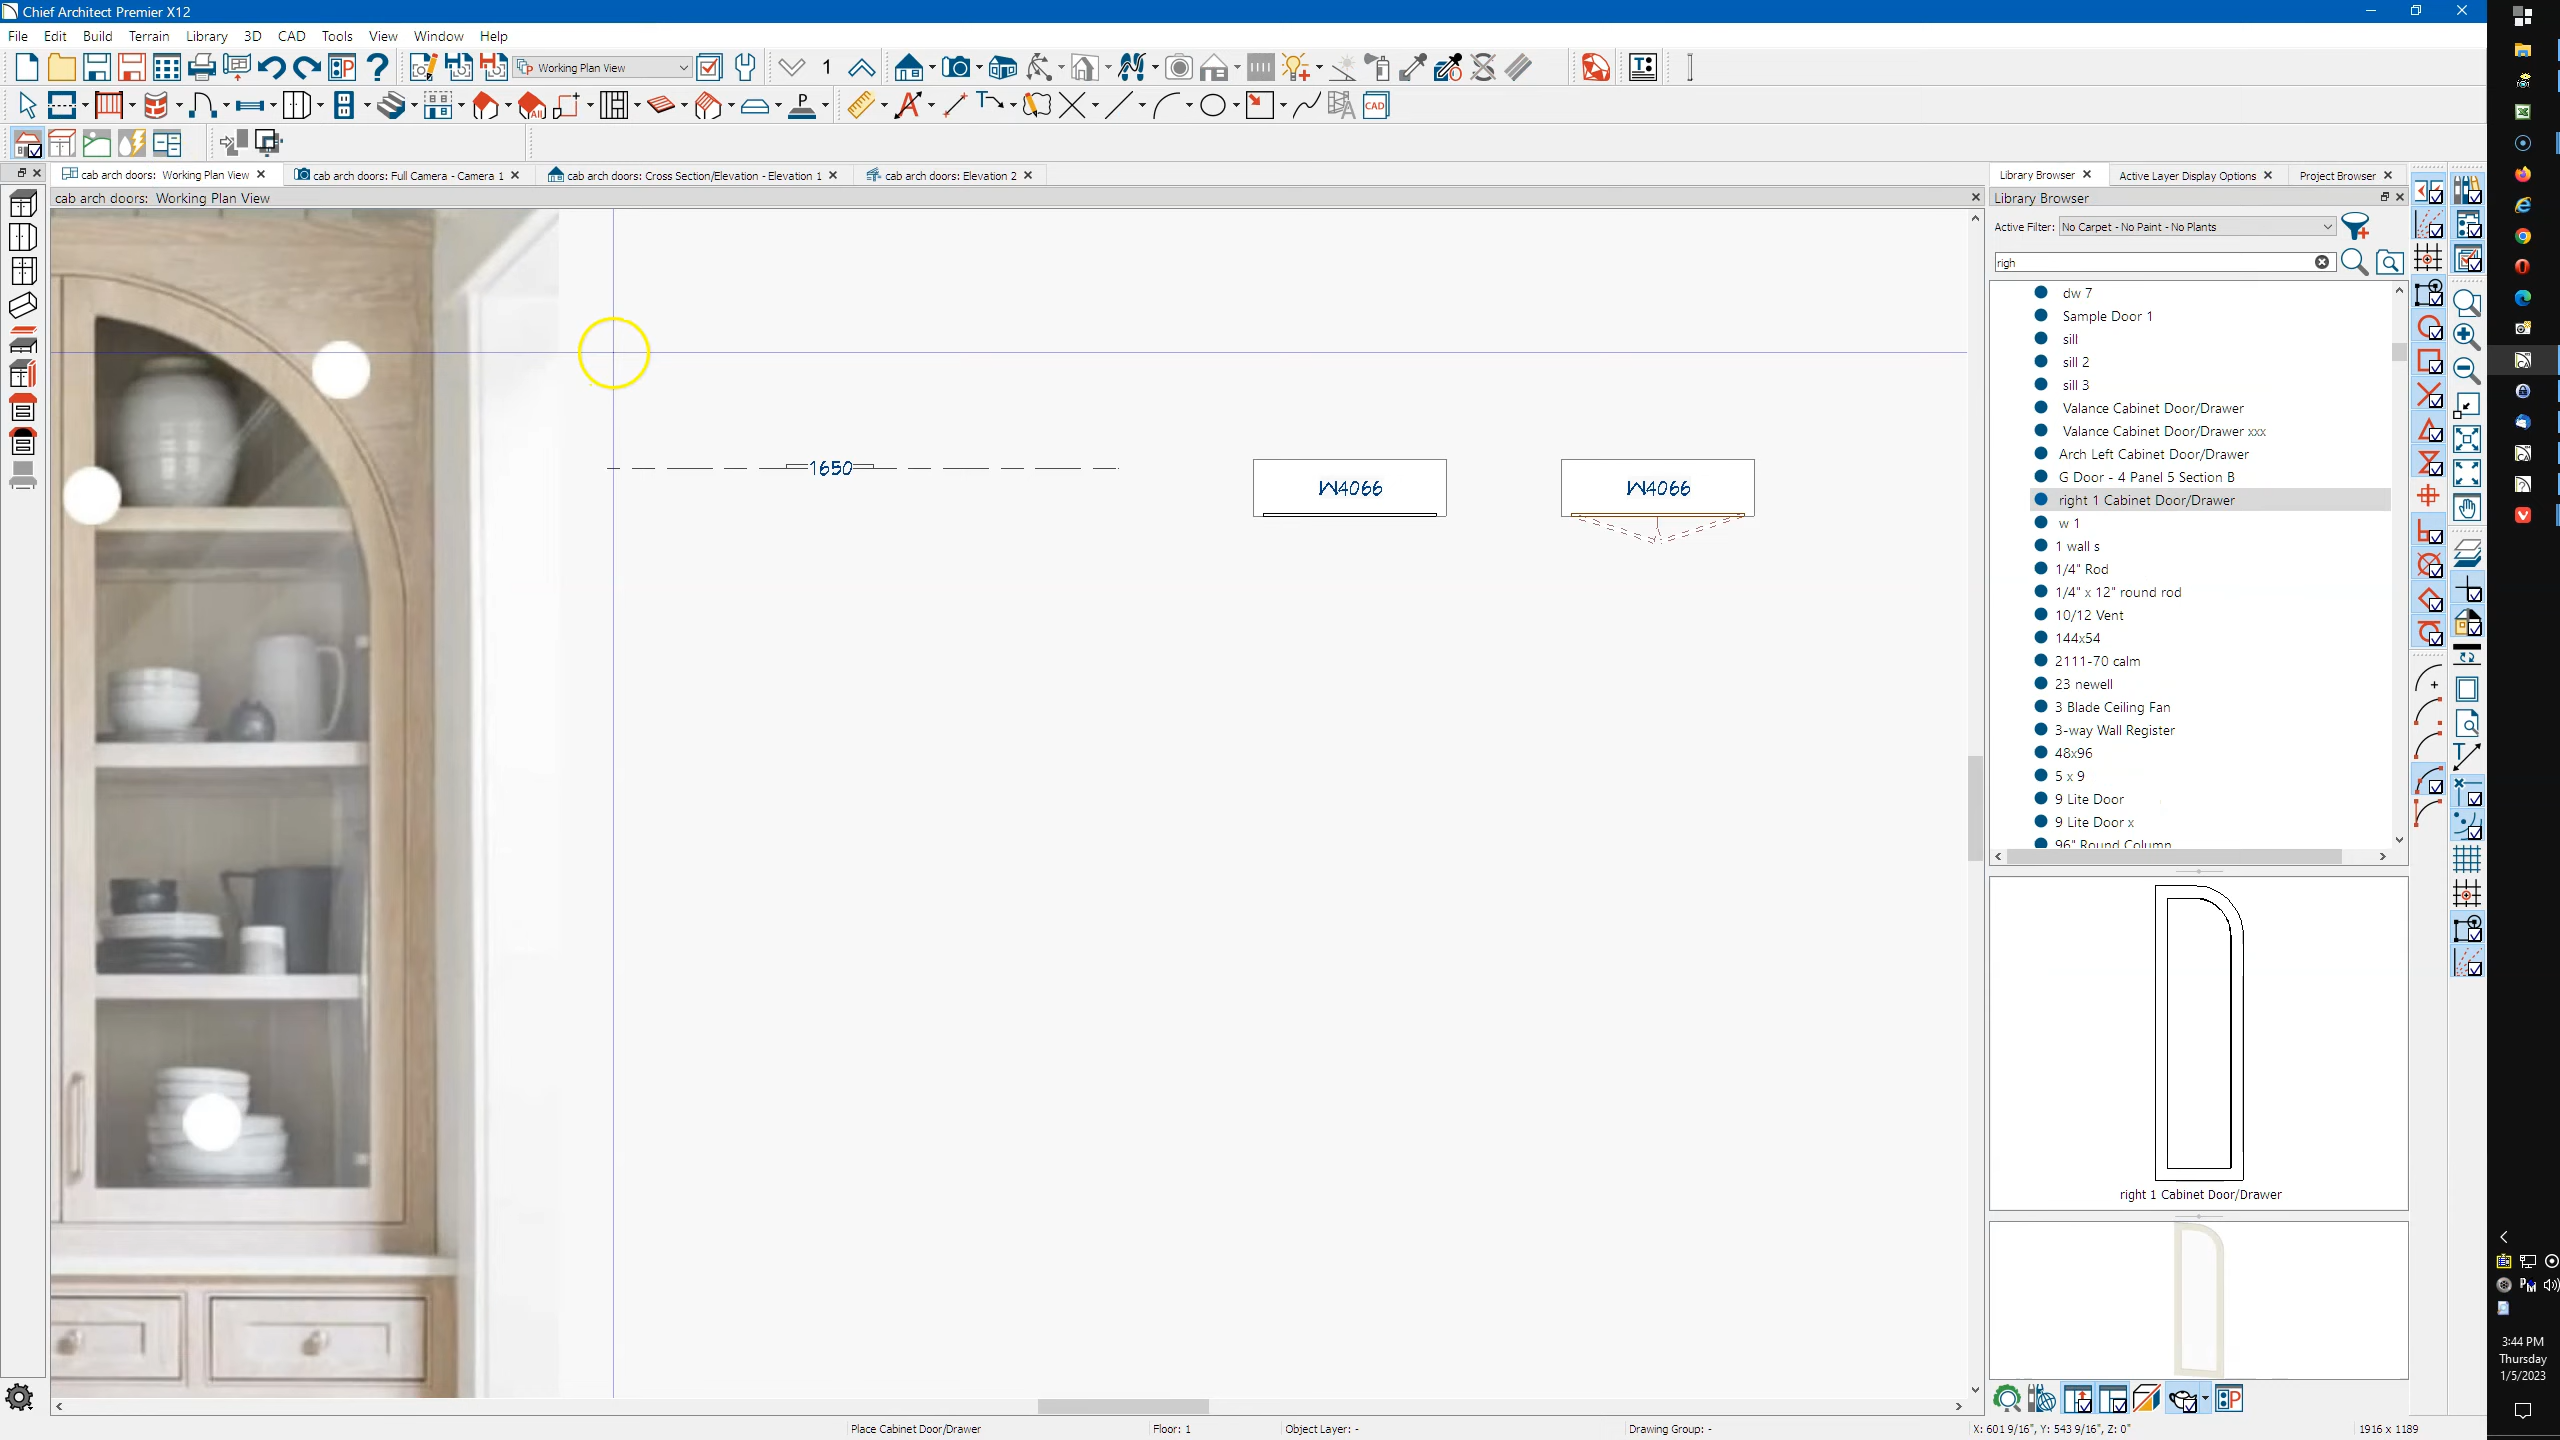 Chief Architect Premier X12
File Edit Build Terrain Library 3D CAD Tools View Window Help
Working Plan View 1
All P A T CAD
cab arch doors: Working Plan View cab arch doors: Full Camera - Camera 1 cab arch doors: Cross Section/Elevation - Elevation 1 cab arch doors: Elevation 2
cab arch doors: Working Plan View
1650
W4066
W4066
Library Browser Active Layer Display Options Project Browser
Library Browser
Active Filter: No Carpet - No Paint - No Plants
righ
dw 7
Sample Door 1
sill
sill 2
sill 3
Valance Cabinet Door/Drawer
Valance Cabinet Door/Drawer xxx
Arch Left Cabinet Door/Drawer
G Door - 4 Panel 5 Section B
right 1 Cabinet Door/Drawer
w 1
1 wall s
1/4" Rod
1/4" x 12" round rod
10/12 Vent
144x54
2111-70 calm
23 newell
3 Blade Ceiling Fan
3-way Wall Register
48x96
5 x 9
9 Lite Door
9 Lite Door x
96" Round Column
right 1 Cabinet Door/Drawer
Place Cabinet Door/Drawer Floor: 1 Object Layer: - Drawing Group: - X: 601 9/16", Y: 543 9/16", Z: 0" 1916 x 1189
3:44 PM
Thursday
1/5/2023